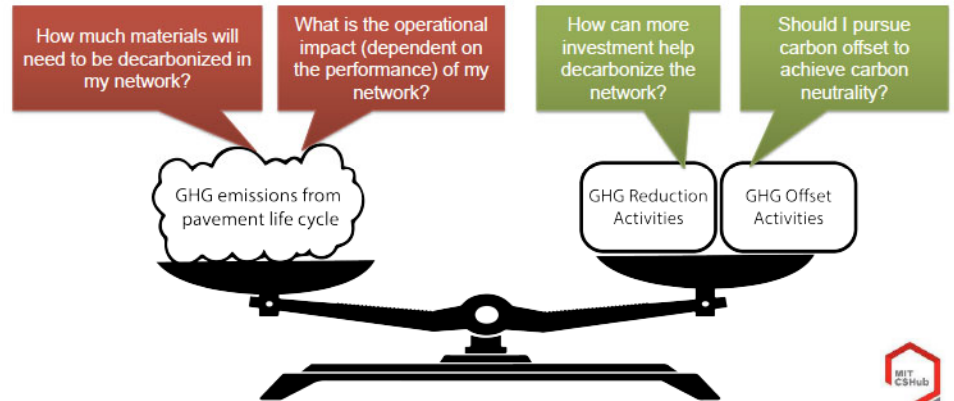 How much materials will
need to be decarbonized in
my network?
What is the operational
impact (dependent on
the performance) of my
network?
How can more
investment help
decarbonize the
network?
Should I pursue
carbon offset to
achieve carbon
neutrality?
GHG emissions from
pavement life cycle
GHG Reduction
Activities
GHG Offset
Activities
MIT
CSHub